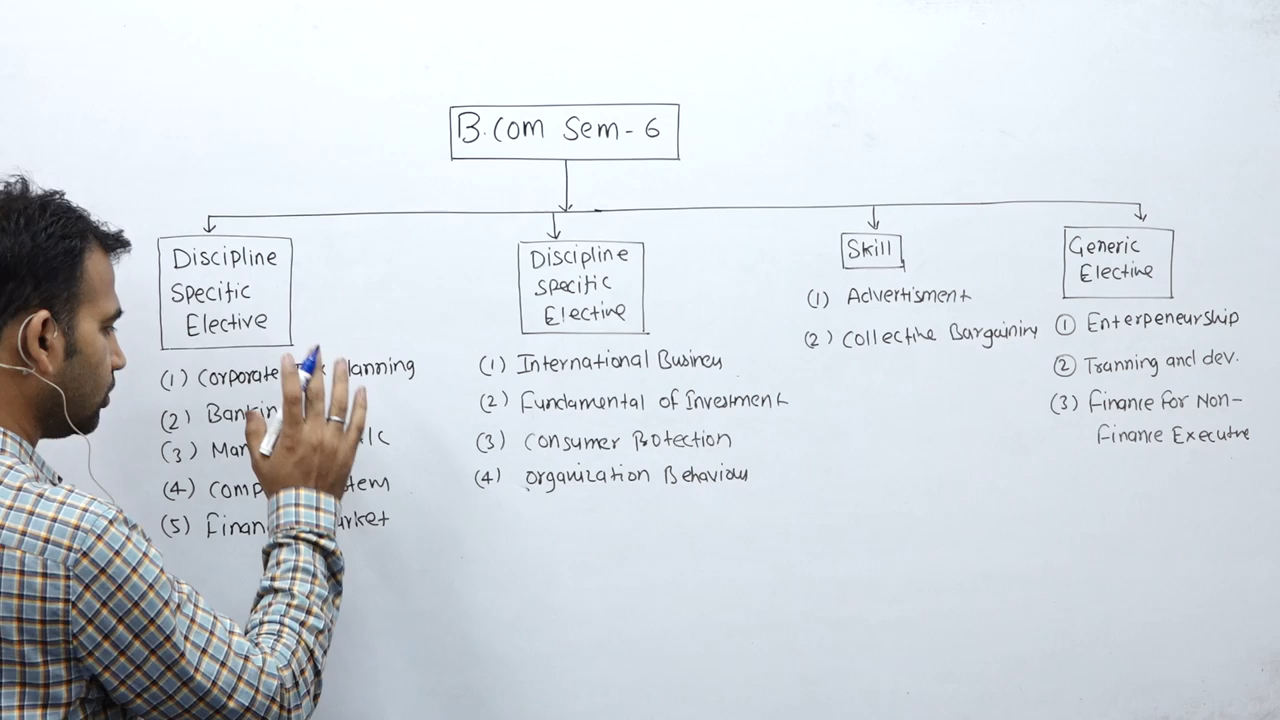 B.Com Sem-6
Discipline
Specific
Elective
(1) Corporate Planning
(2)
(3)
(4)
(5) Market
Discipline
Specific
Elective
(1) International Business
(2) Fundamental of Investment
(3) Consumer Protection
(4) Organization Behaviour
Skill
(1) Advertisment
(2) Collective Bargaining
Generic
Elective
① Enterpeneurship
② Tranning and dev.
(3) Finance For Non-
Finance Executive